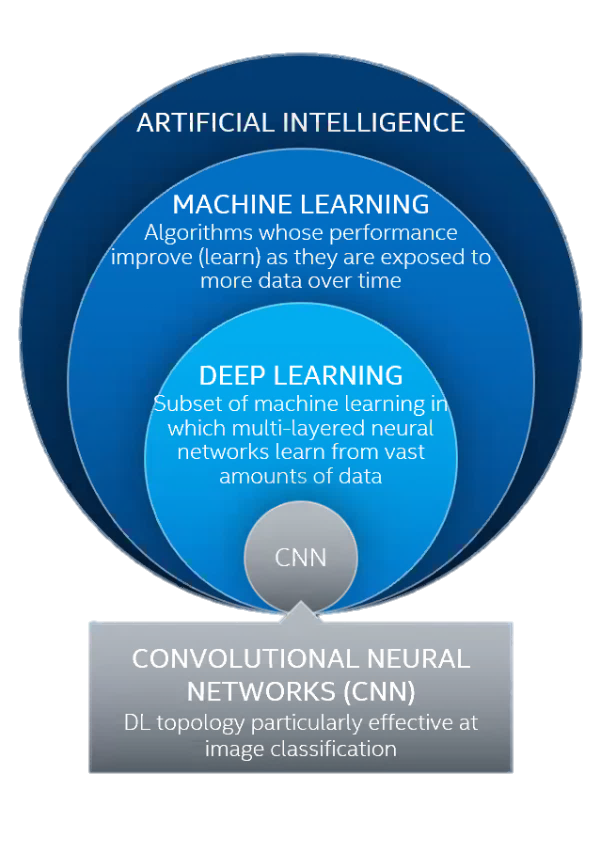 ARTIFICIAL INTELLIGENCE
MACHINE LEARNING
Algorithms whose performance
improve (learn) as they are exposed to
more data over time
DEEP LEARNING
Subset of machine learning in
which multi-layered neural
networks learn from vast
amounts of data
CNN
CONVOLUTIONAL NEURAL
NETWORKS (CNN)
DL topology particularly effective at
image classification